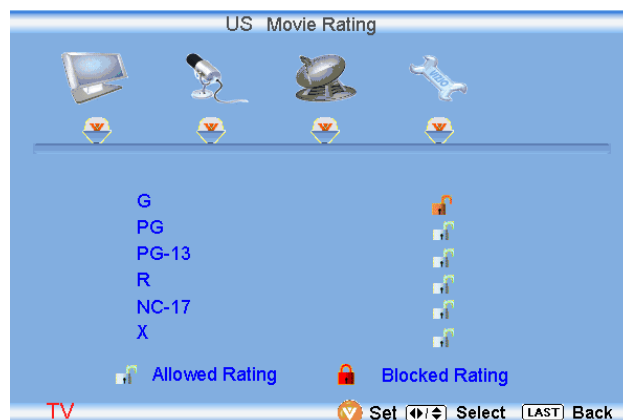 US Movie Rating
G
PG
PG-13
R
NC-17
X
Allowed Rating Blocked Rating
TV Set Select LAST Back